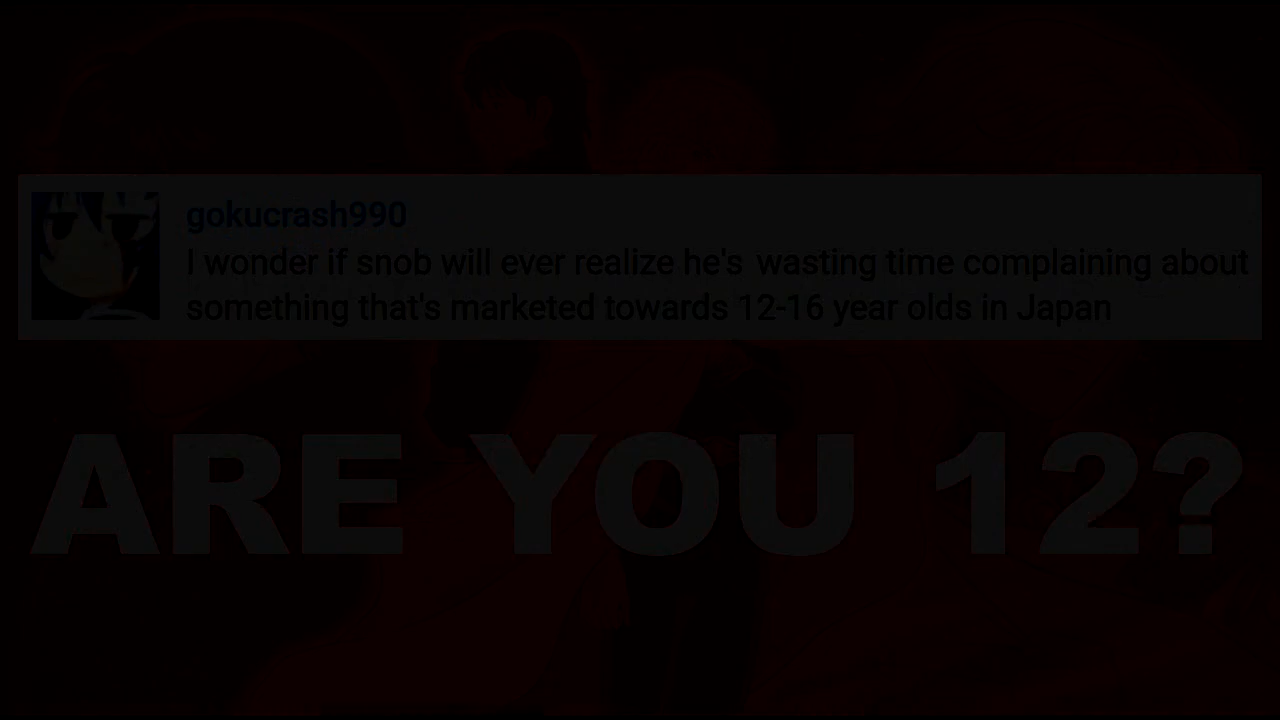 gokucrash990
I wonder if snob will ever realize he's wasting time complaining about
something that's marketed towards 12-16 year olds in Japan
ARE YOU 12?